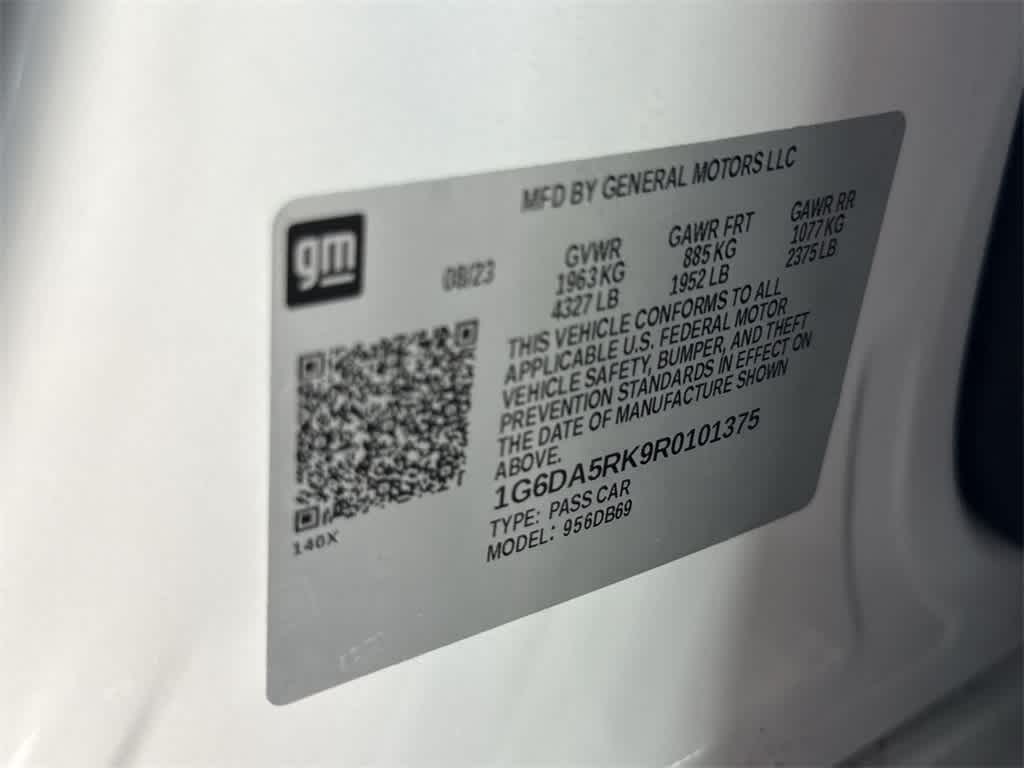 MFD BY GENERAL MOTORS LLC
gm
08/23
GVWR
1963 KG
4327 LB
GAWR FRT
885 KG
1952 LB
GAWR RR
1077 KG
2375 LB
THIS VEHICLE CONFORMS TO ALL
APPLICABLE U.S. FEDERAL MOTOR
VEHICLE SAFETY, BUMPER, AND THEFT
PREVENTION STANDARDS IN EFFECT ON
THE DATE OF MANUFACTURE SHOWN
ABOVE.
1G6DA5RK9R0101375
TYPE: PASS CAR
MODEL: 956DB69
140X